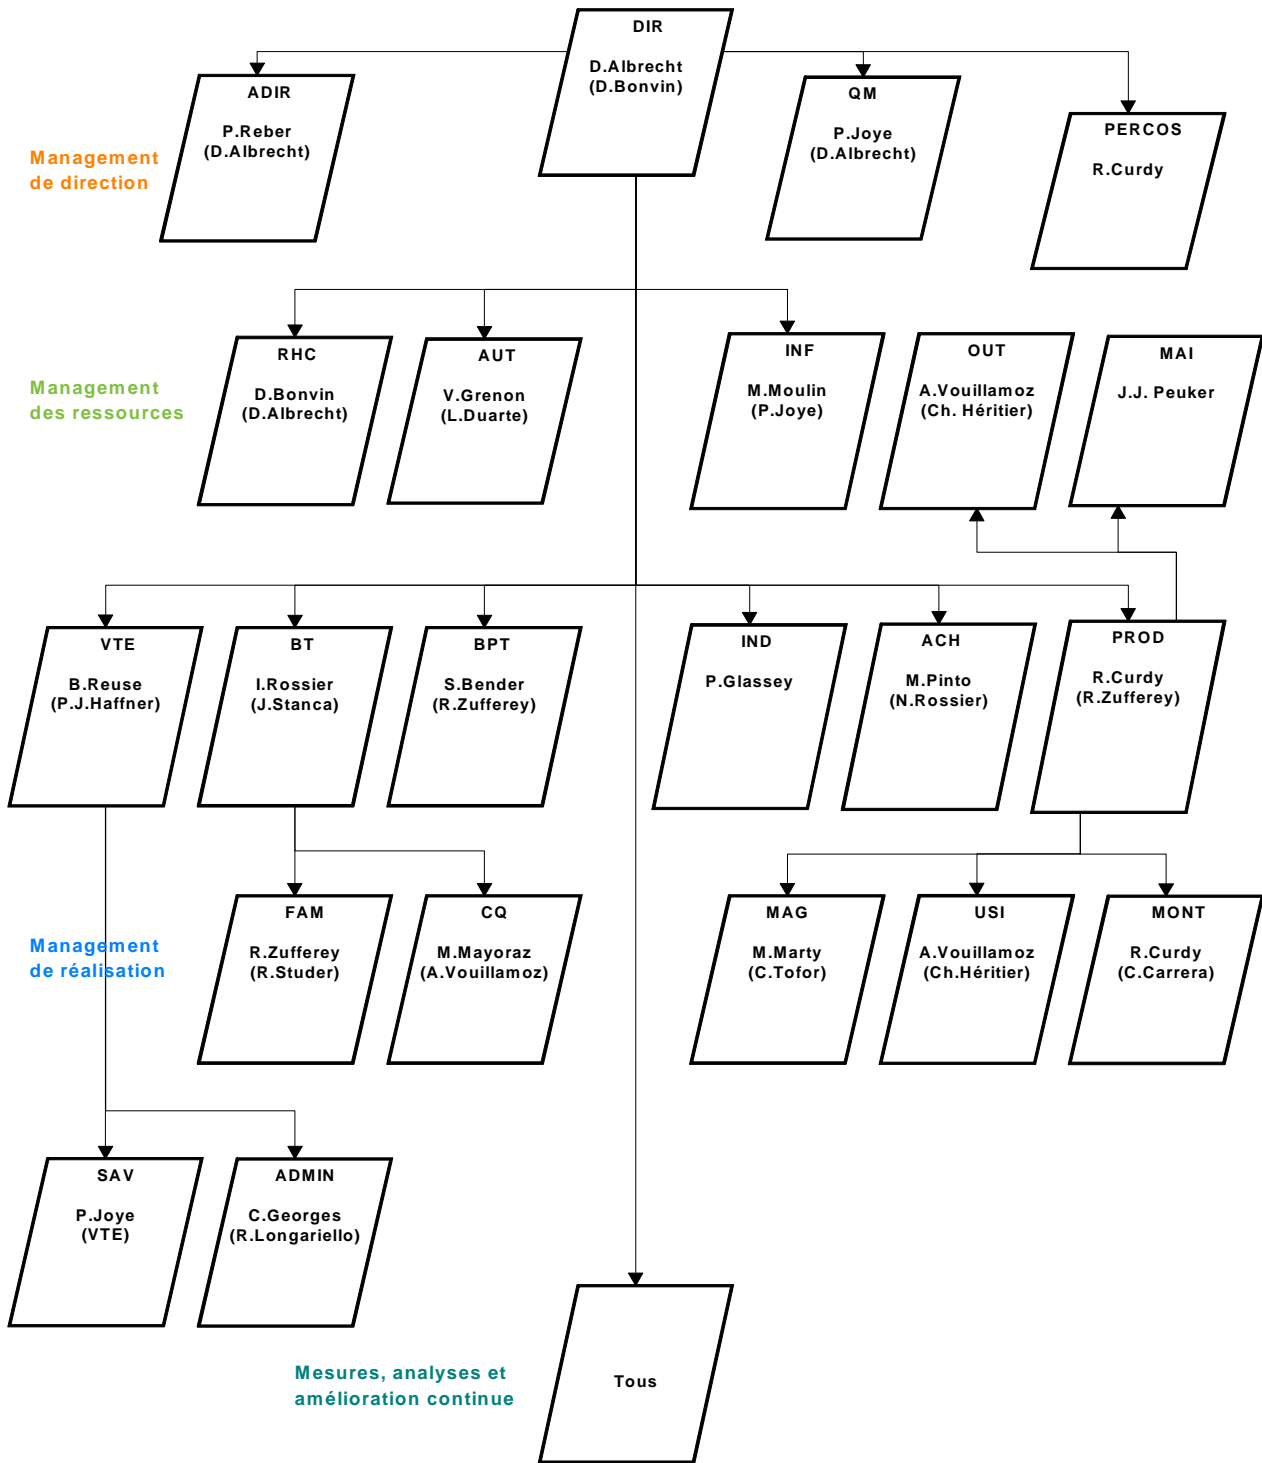 DIR
D.Albrecht
(D.Bonvin)
ADIR
P.Reber
(D.Albrecht)
QM
P.Joye
(D.Albrecht)
PERCOS
R.Curdy
Management
de direction
RHC
D.Bonvin
(D.Albrecht)
AUT
V.Grenon
(L.Duarte)
INF
M.Moulin
(P.Joye)
OUT
A.Vouillamoz
(Ch. Héritier)
MAI
J.J. Peuker
Management
des ressources
VTE
B.Reuse
(P.J.Haffner)
BT
I.Rossier
(J.Stanca)
BPT
S.Bender
(R.Zufferey)
IND
P.Glassey
ACH
M.Pinto
(N.Rossier)
PROD
R.Curdy
(R.Zufferey)
FAM
R.Zufferey
(R.Studer)
CQ
M.Mayoraz
(A.Vouillamoz)
MAG
M.Marty
(C.Tofor)
USI
A.Vouillamoz
(Ch.Héritier)
MONT
R.Curdy
(C.Carrera)
Management
de réalisation
SAV
P.Joye
(VTE)
ADMIN
C.Georges
(R.Longariello)
Mesures, analyses et
amélioration continue
Tous